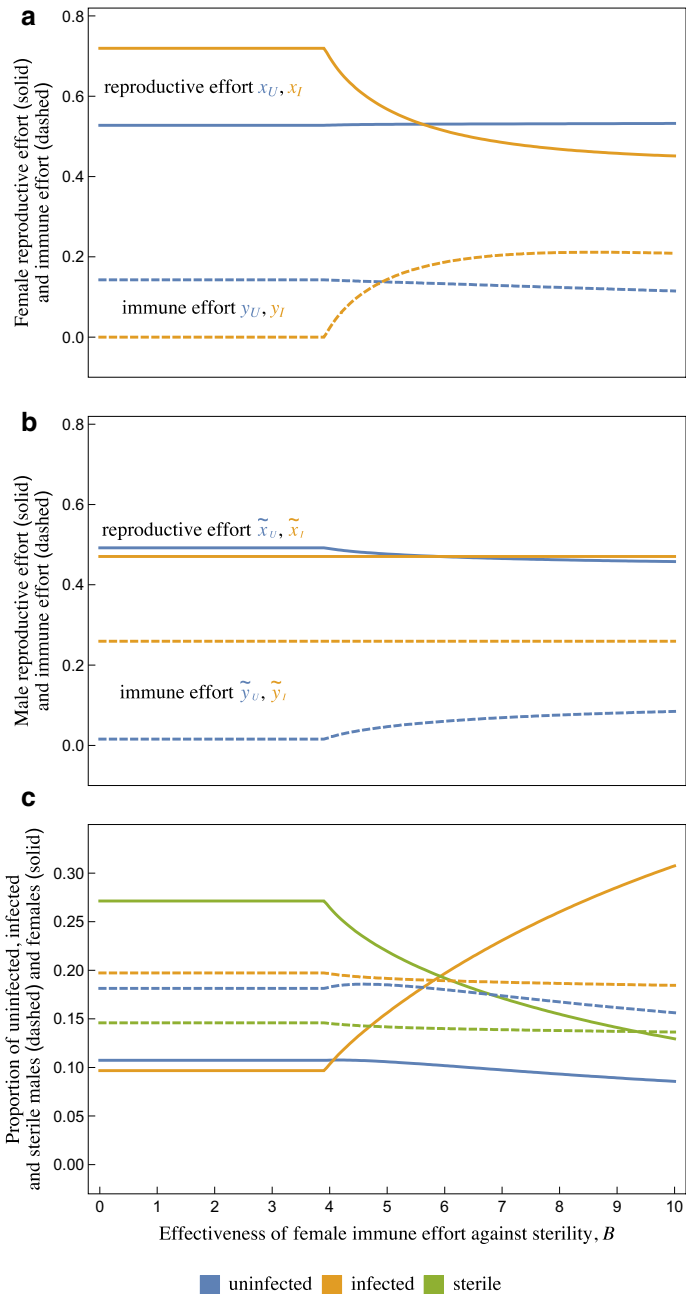 a
Female reproductive effort (solid)
and immune effort (dashed)
0.8
0.6
0.4
0.2
0.0
reproductive effort x_U, x_I
immune effort y_U, y_I
b
Male reproductive effort (solid)
and immune effort (dashed)
0.8
0.6
0.4
0.2
0.0
reproductive effort x̃_U, x̃_I
immune effort ỹ_U, ỹ_I
c
Proportion of uninfected, infected
and sterile males (dashed) and females (solid)
0.30
0.25
0.20
0.15
0.10
0.05
0.00
0 1 2 3 4 5 6 7 8 9 10
Effectiveness of female immune effort against sterility, B
uninfected infected sterile